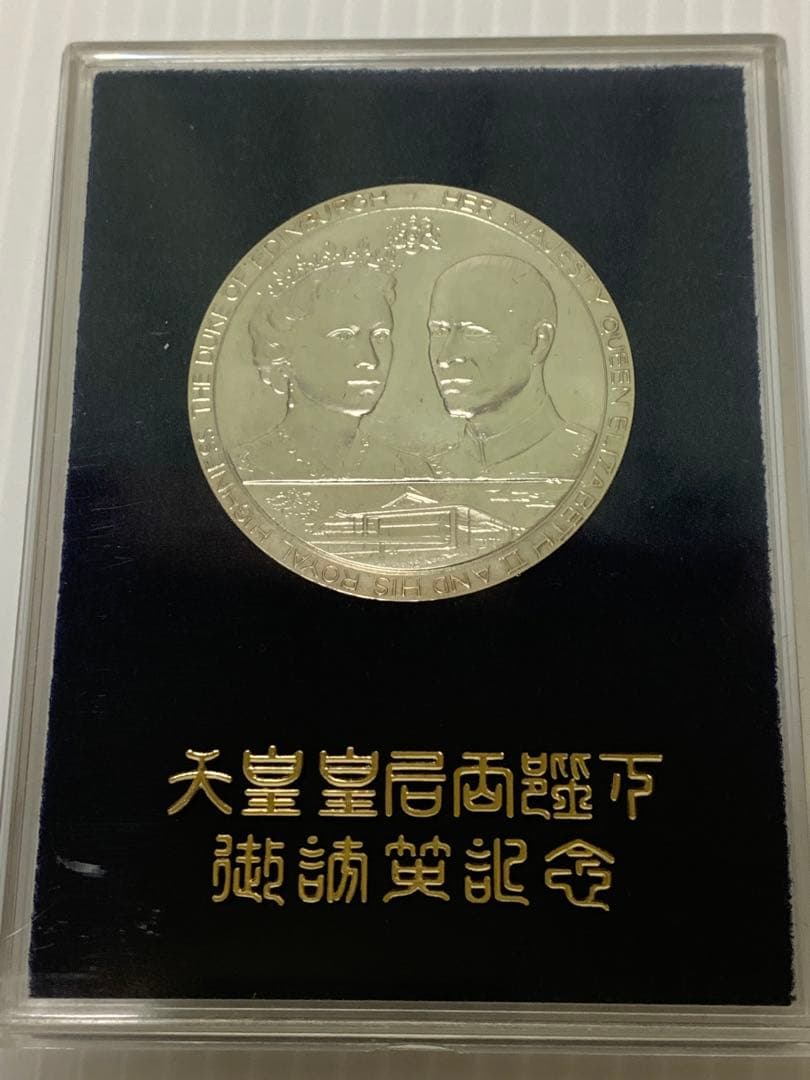 HER MAJESTY QUEEN ELIZABETH II AND HIS ROYAL HIGHNESS THE DUKE OF EDINBURGH
天皇皇后両陛下
御訪英記念